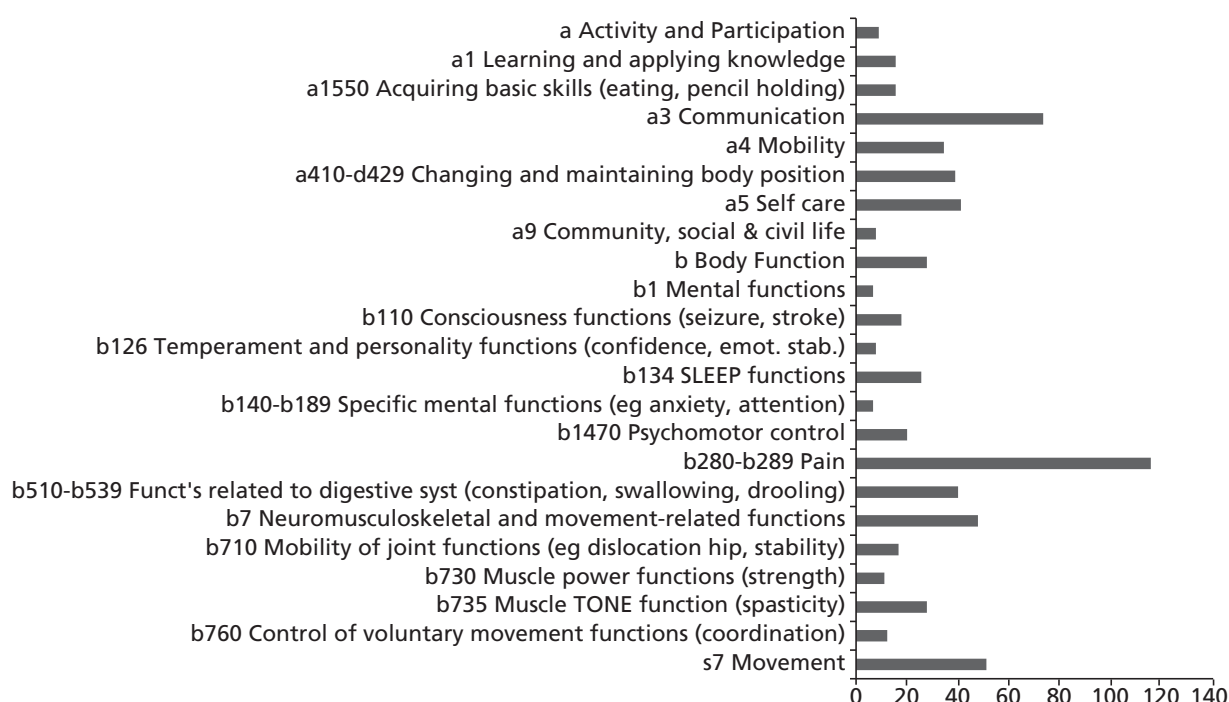 a Activity and Participation
a1 Learning and applying knowledge
a1550 Acquiring basic skills (eating, pencil holding)
a3 Communication
a4 Mobility
a410-d429 Changing and maintaining body position
a5 Self care
a9 Community, social & civil life
b Body Function
b1 Mental functions
b110 Consciousness functions (seizure, stroke)
b126 Temperament and personality functions (confidence, emot. stab.)
b134 SLEEP functions
b140-b189 Specific mental functions (eg anxiety, attention)
b1470 Psychomotor control
b280-b289 Pain
b510-b539 Funct's related to digestive syst (constipation, swallowing, drooling)
b7 Neuromusculoskeletal and movement-related functions
b710 Mobility of joint functions (eg dislocation hip, stability)
b730 Muscle power functions (strength)
b735 Muscle TONE function (spasticity)
b760 Control of voluntary movement functions (coordination)
s7 Movement
0 20 40 60 80 100 120 140